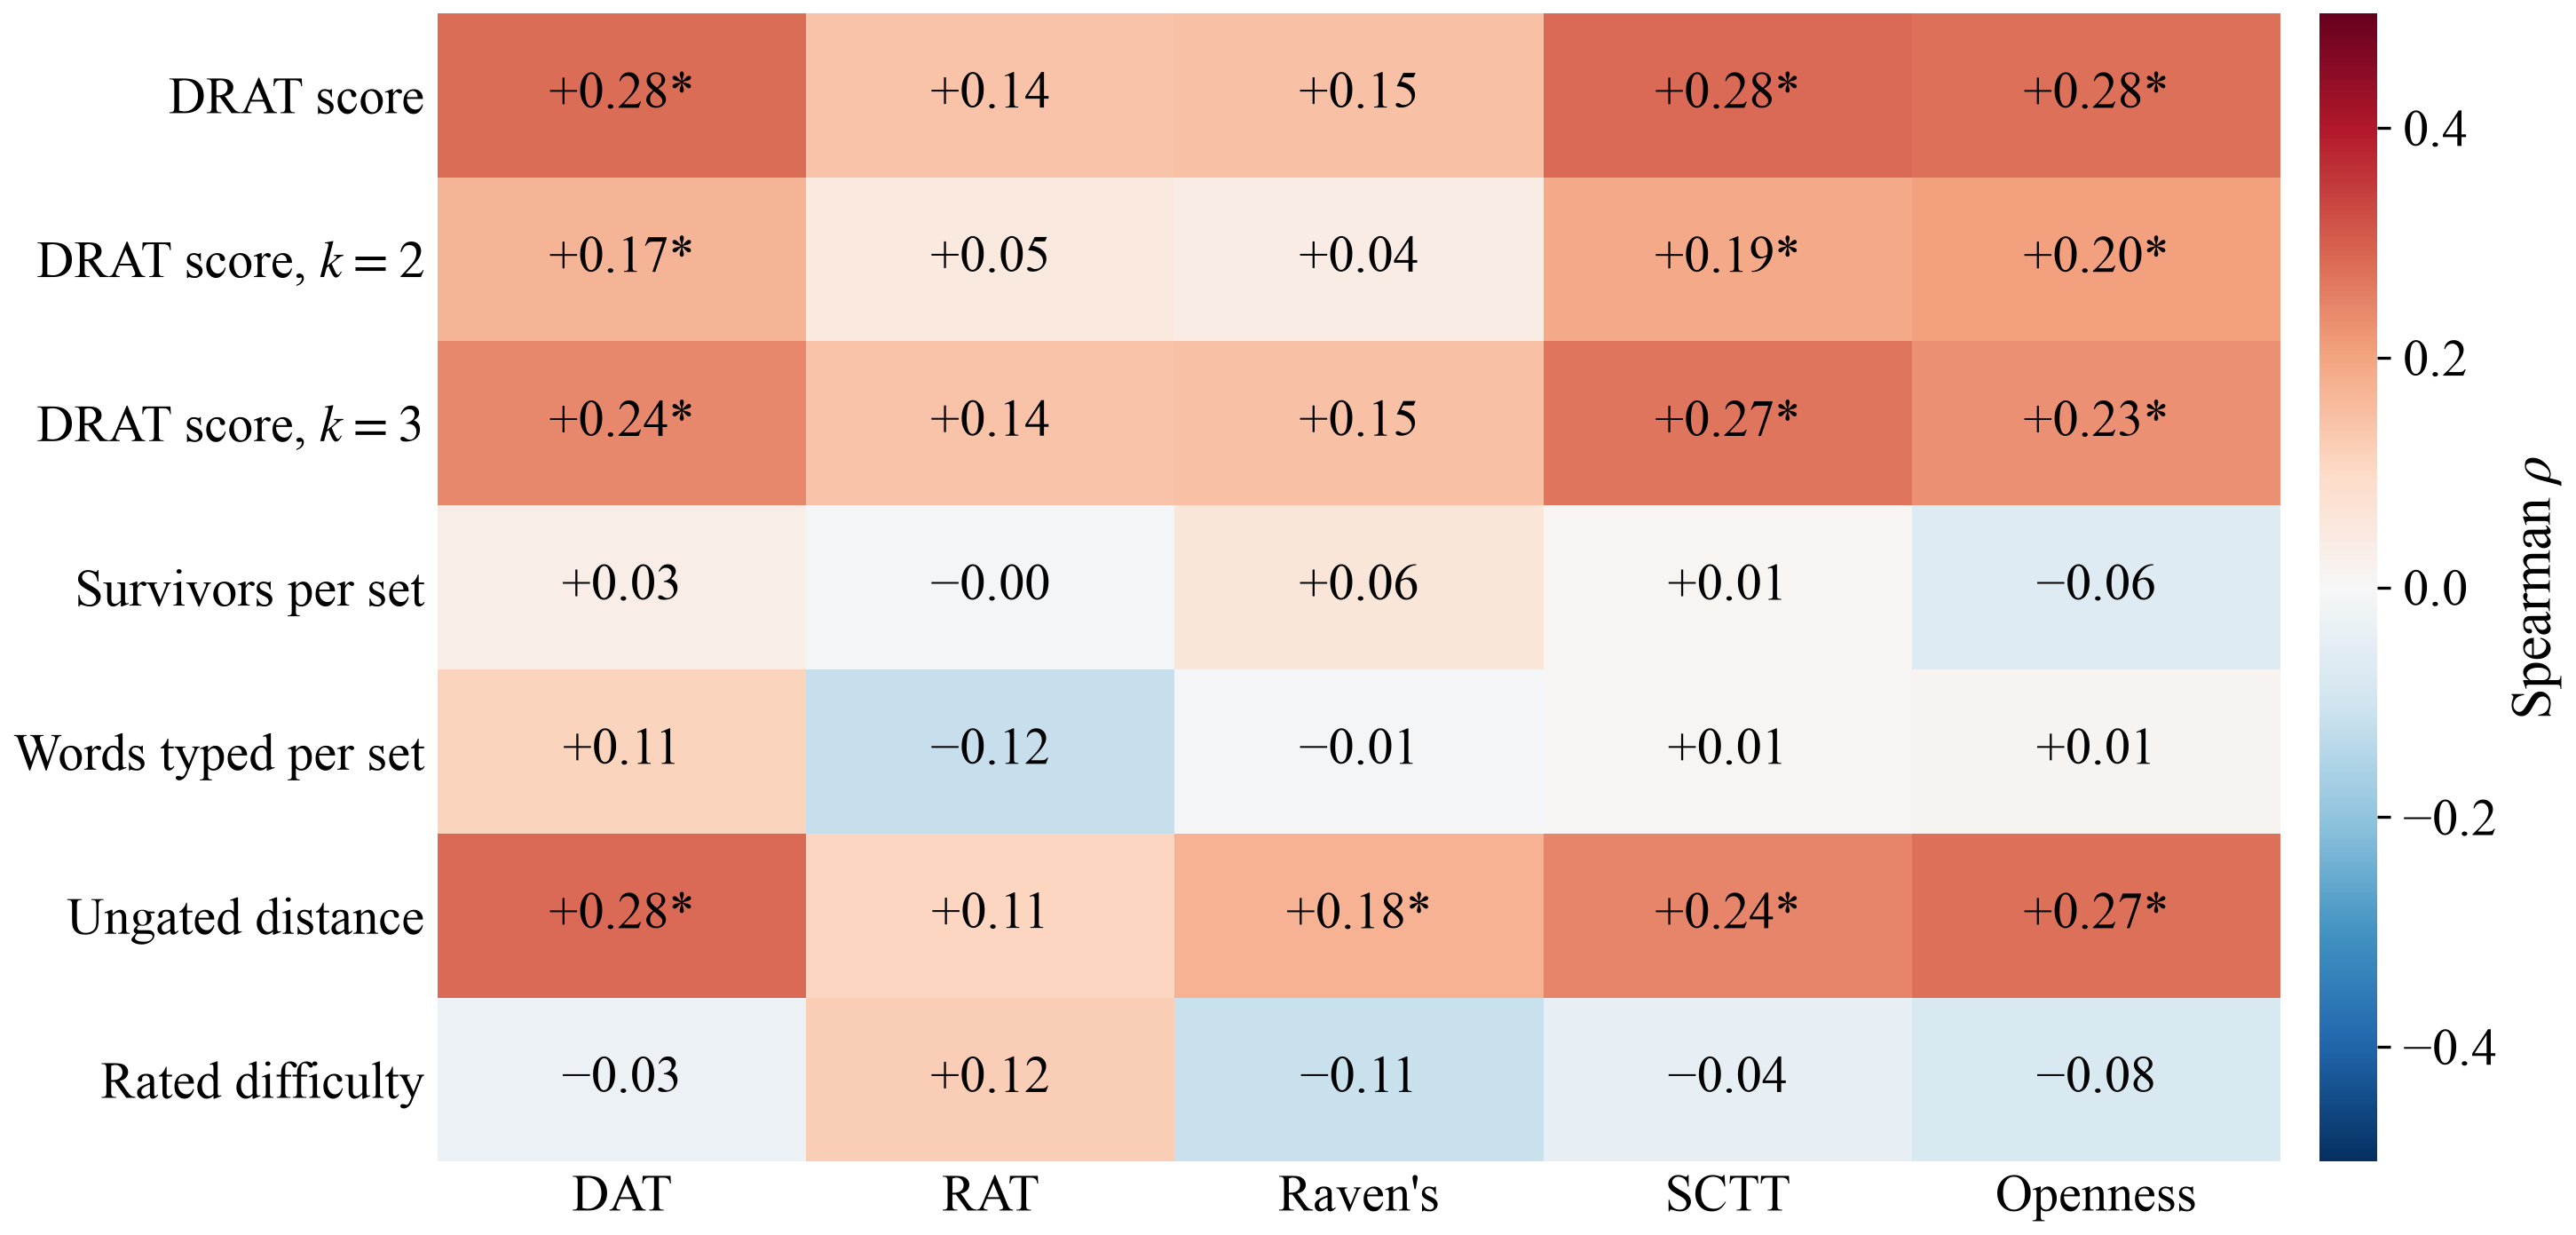 DRAT score +0.28* +0.14 +0.15 +0.28* +0.28*
DRAT score, k = 2 +0.17* +0.05 +0.04 +0.19* +0.20*
DRAT score, k = 3 +0.24* +0.14 +0.15 +0.27* +0.23*
Survivors per set +0.03 −0.00 +0.06 +0.01 −0.06
Words typed per set +0.11 −0.12 −0.01 +0.01 +0.01
Ungated distance +0.28* +0.11 +0.18* +0.24* +0.27*
Rated difficulty −0.03 +0.12 −0.11 −0.04 −0.08
DAT RAT Raven's SCTT Openness
0.4
0.2
0.0
−0.2
−0.4
Spearman ρ